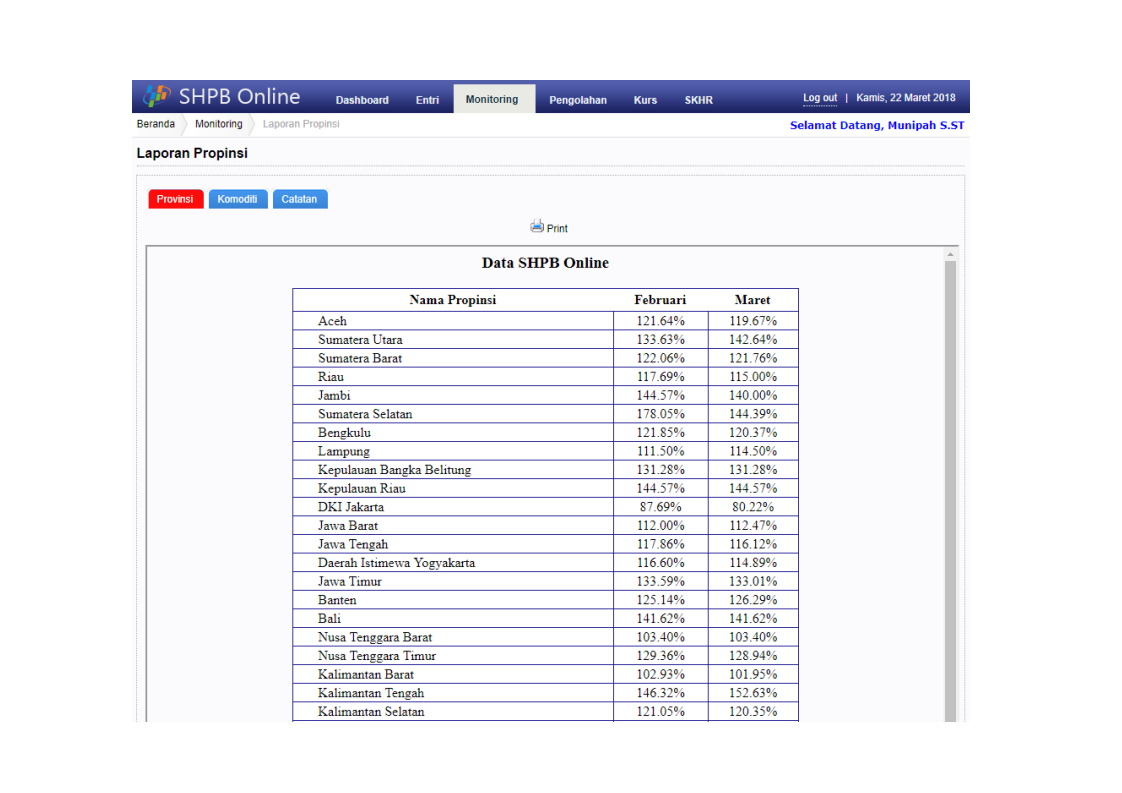 SHPB Online Dashboard Entri Monitoring Pengolahan Kurs SKHR Log out | Kamis, 22 Maret 2018
Beranda Monitoring Laporan Propinsi Selamat Datang, Munipah S.ST
Laporan Propinsi
Provinsi Komoditi Catatan
Print
Data SHPB Online
Nama Propinsi Februari Maret
Aceh 121.64% 119.67%
Sumatera Utara 133.63% 142.64%
Sumatera Barat 122.06% 121.76%
Riau 117.69% 115.00%
Jambi 144.57% 140.00%
Sumatera Selatan 178.05% 144.39%
Bengkulu 121.85% 120.37%
Lampung 111.50% 114.50%
Kepulauan Bangka Belitung 131.28% 131.28%
Kepulauan Riau 144.57% 144.57%
DKI Jakarta 87.69% 80.22%
Jawa Barat 112.00% 112.47%
Jawa Tengah 117.86% 116.12%
Daerah Istimewa Yogyakarta 116.60% 114.89%
Jawa Timur 133.59% 133.01%
Banten 125.14% 126.29%
Bali 141.62% 141.62%
Nusa Tenggara Barat 103.40% 103.40%
Nusa Tenggara Timur 129.36% 128.94%
Kalimantan Barat 102.93% 101.95%
Kalimantan Tengah 146.32% 152.63%
Kalimantan Selatan 121.05% 120.35%